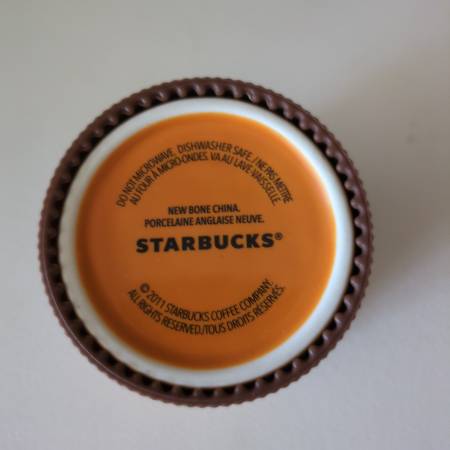 DO NOT MICROWAVE. DISHWASHER SAFE. / NE PAS METTRE
AU FOUR À MICRO-ONDES. VA AU LAVE-VAISSELLE.
NEW BONE CHINA.
PORCELAINE ANGLAISE NEUVE.
STARBUCKS®
© 2011 STARBUCKS COFFEE COMPANY.
ALL RIGHTS RESERVED./TOUS DROITS RESERVÉS.